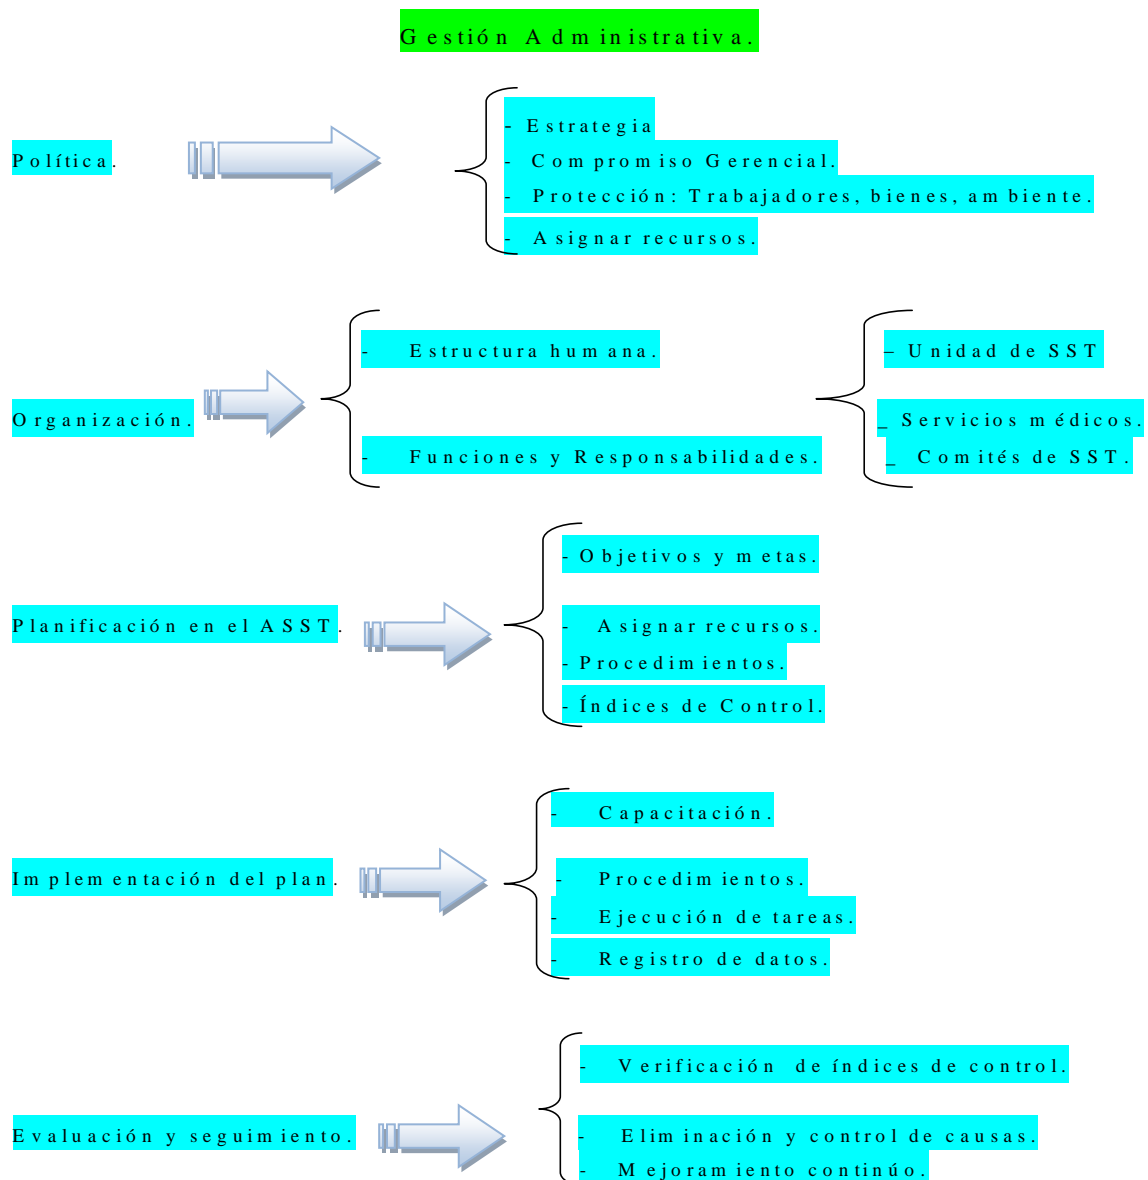 Gestión Administrativa.
- Estrategia
- Compromiso Gerencial.
Política.
- Protección: Trabajadores, bienes, ambiente.
- Asignar recursos.
- Estructura humana.
– Unidad de SST
Organización.
_ Servicios médicos.
- Funciones y Responsabilidades.
_ Comités de SST.
- Objetivos y metas.
Planificación en el ASST.
- Asignar recursos.
- Procedimientos.
- Índices de Control.
- Capacitación.
Implementación del plan.
- Procedimientos.
- Ejecución de tareas.
- Registro de datos.
- Verificación de índices de control.
Evaluación y seguimiento.
- Eliminación y control de causas.
- Mejoramiento continúo.